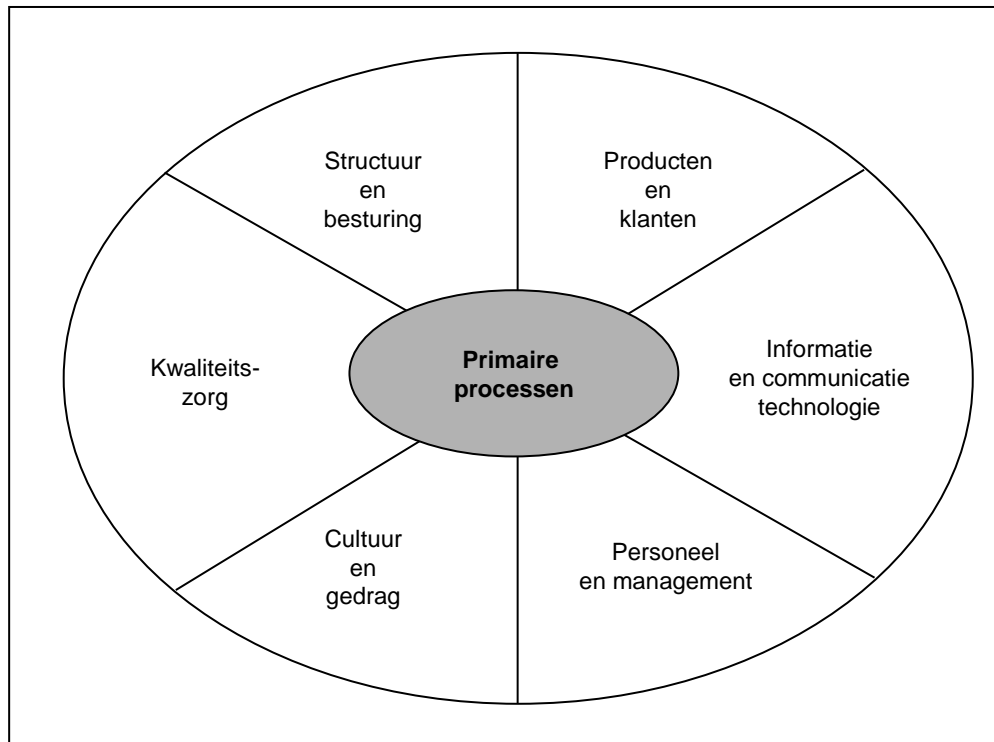 Structuur
en
besturing
Producten
en
klanten
Kwaliteits-
zorg
Primaire
processen
Informatie
en communicatie
technologie
Cultuur
en
gedrag
Personeel
en management